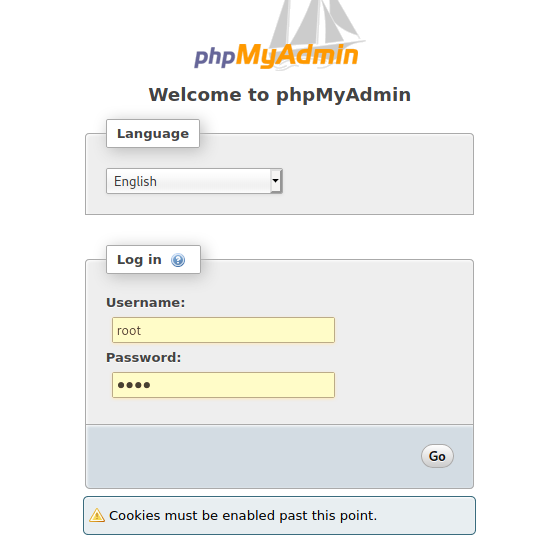 phpMyAdmin
Welcome to phpMyAdmin
Language
English
Log in
Username:
root
Password:
••••
Go
Cookies must be enabled past this point.